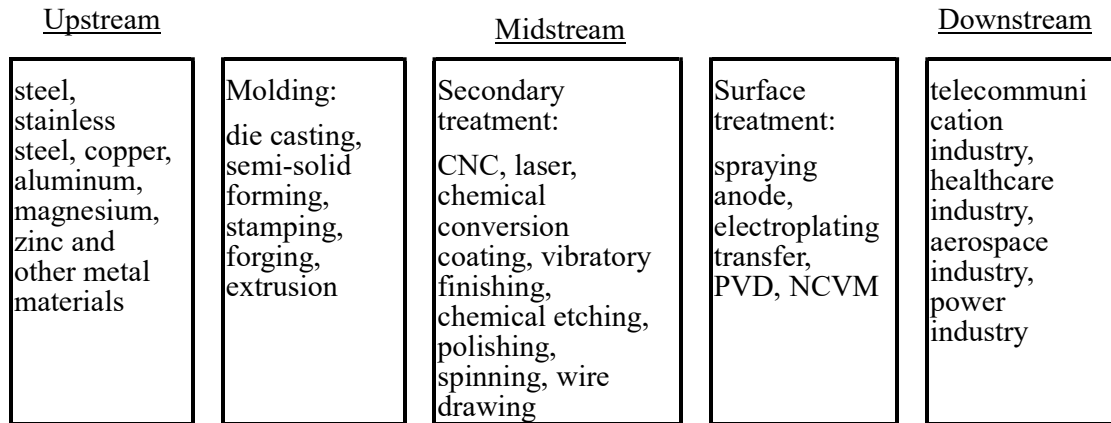 Upstream
Midstream
Downstream
steel,
stainless
steel, copper,
aluminum,
magnesium,
zinc and
other metal
materials
Molding:
die casting,
semi-solid
forming,
stamping,
forging,
extrusion
Secondary
treatment:
CNC, laser,
chemical
conversion
coating, vibratory
finishing,
chemical etching,
polishing,
spinning, wire
drawing
Surface
treatment:
spraying
anode,
electroplating
transfer,
PVD, NCVM
telecommuni
cation
industry,
healthcare
industry,
aerospace
industry,
power
industry